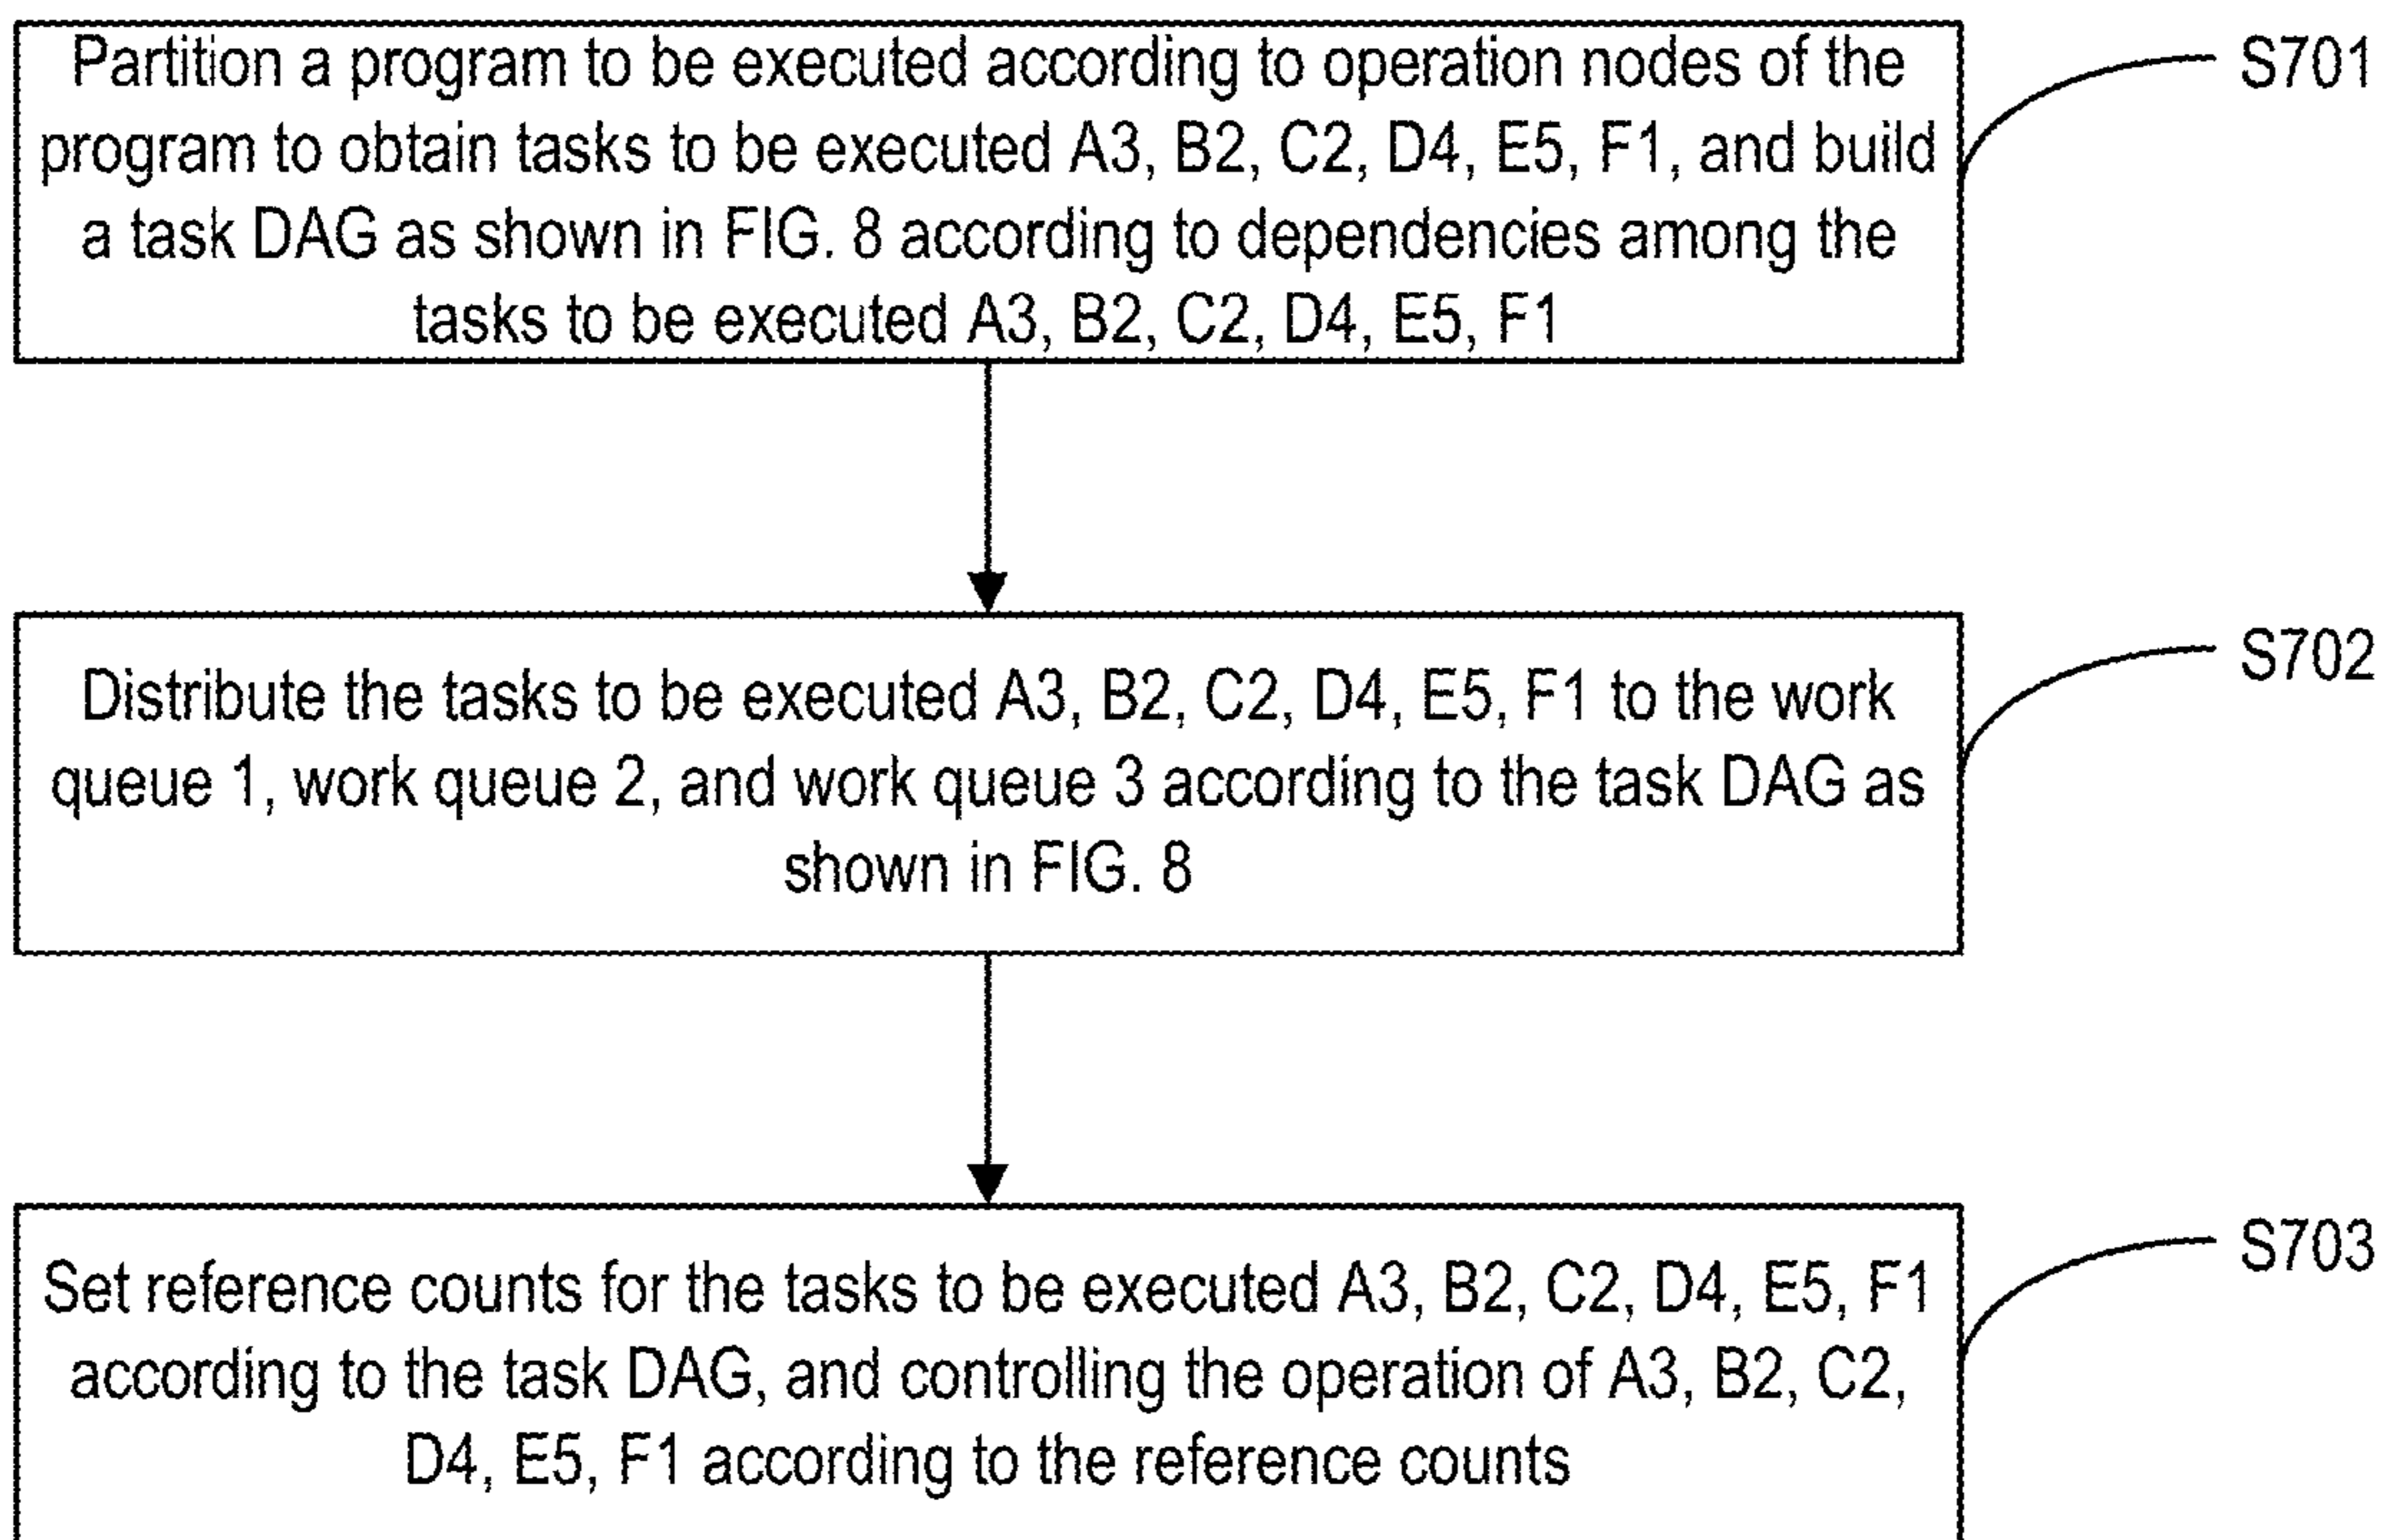 Partition a program to be executed according to operation nodes of the
program to obtain tasks to be executed A3, B2, C2, D4, E5, F1, and build
a task DAG as shown in FIG. 8 according to dependencies among the
tasks to be executed A3, B2, C2, D4, E5, F1
S701
Distribute the tasks to be executed A3, B2, C2, D4, E5, F1 to the work
queue 1, work queue 2, and work queue 3 according to the task DAG as
shown in FIG. 8
S702
Set reference counts for the tasks to be executed A3, B2, C2, D4, E5, F1
according to the task DAG, and controlling the operation of A3, B2, C2,
D4, E5, F1 according to the reference counts
S703